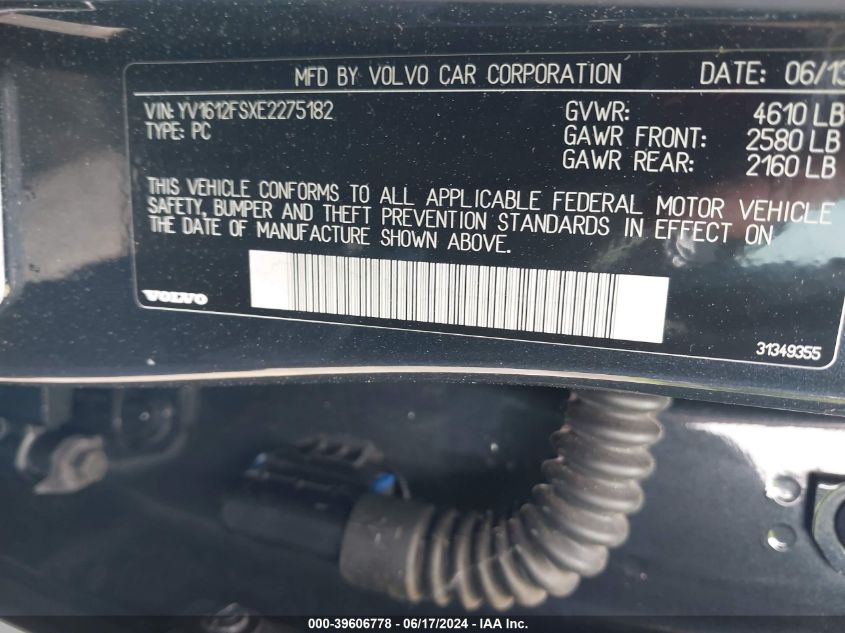 MFD BY VOLVO CAR CORPORATION DATE: 06/13
VIN: YV1612FSXE2275182 GVWR: 4610 LB
TYPE: PC GAWR FRONT: 2580 LB
GAWR REAR: 2160 LB
THIS VEHICLE CONFORMS TO ALL APPLICABLE FEDERAL MOTOR VEHICLE
SAFETY, BUMPER AND THEFT PREVENTION STANDARDS IN EFFECT ON
THE DATE OF MANUFACTURE SHOWN ABOVE.
VOLVO
31349355
000-39606778 - 06/17/2024 - IAA Inc.